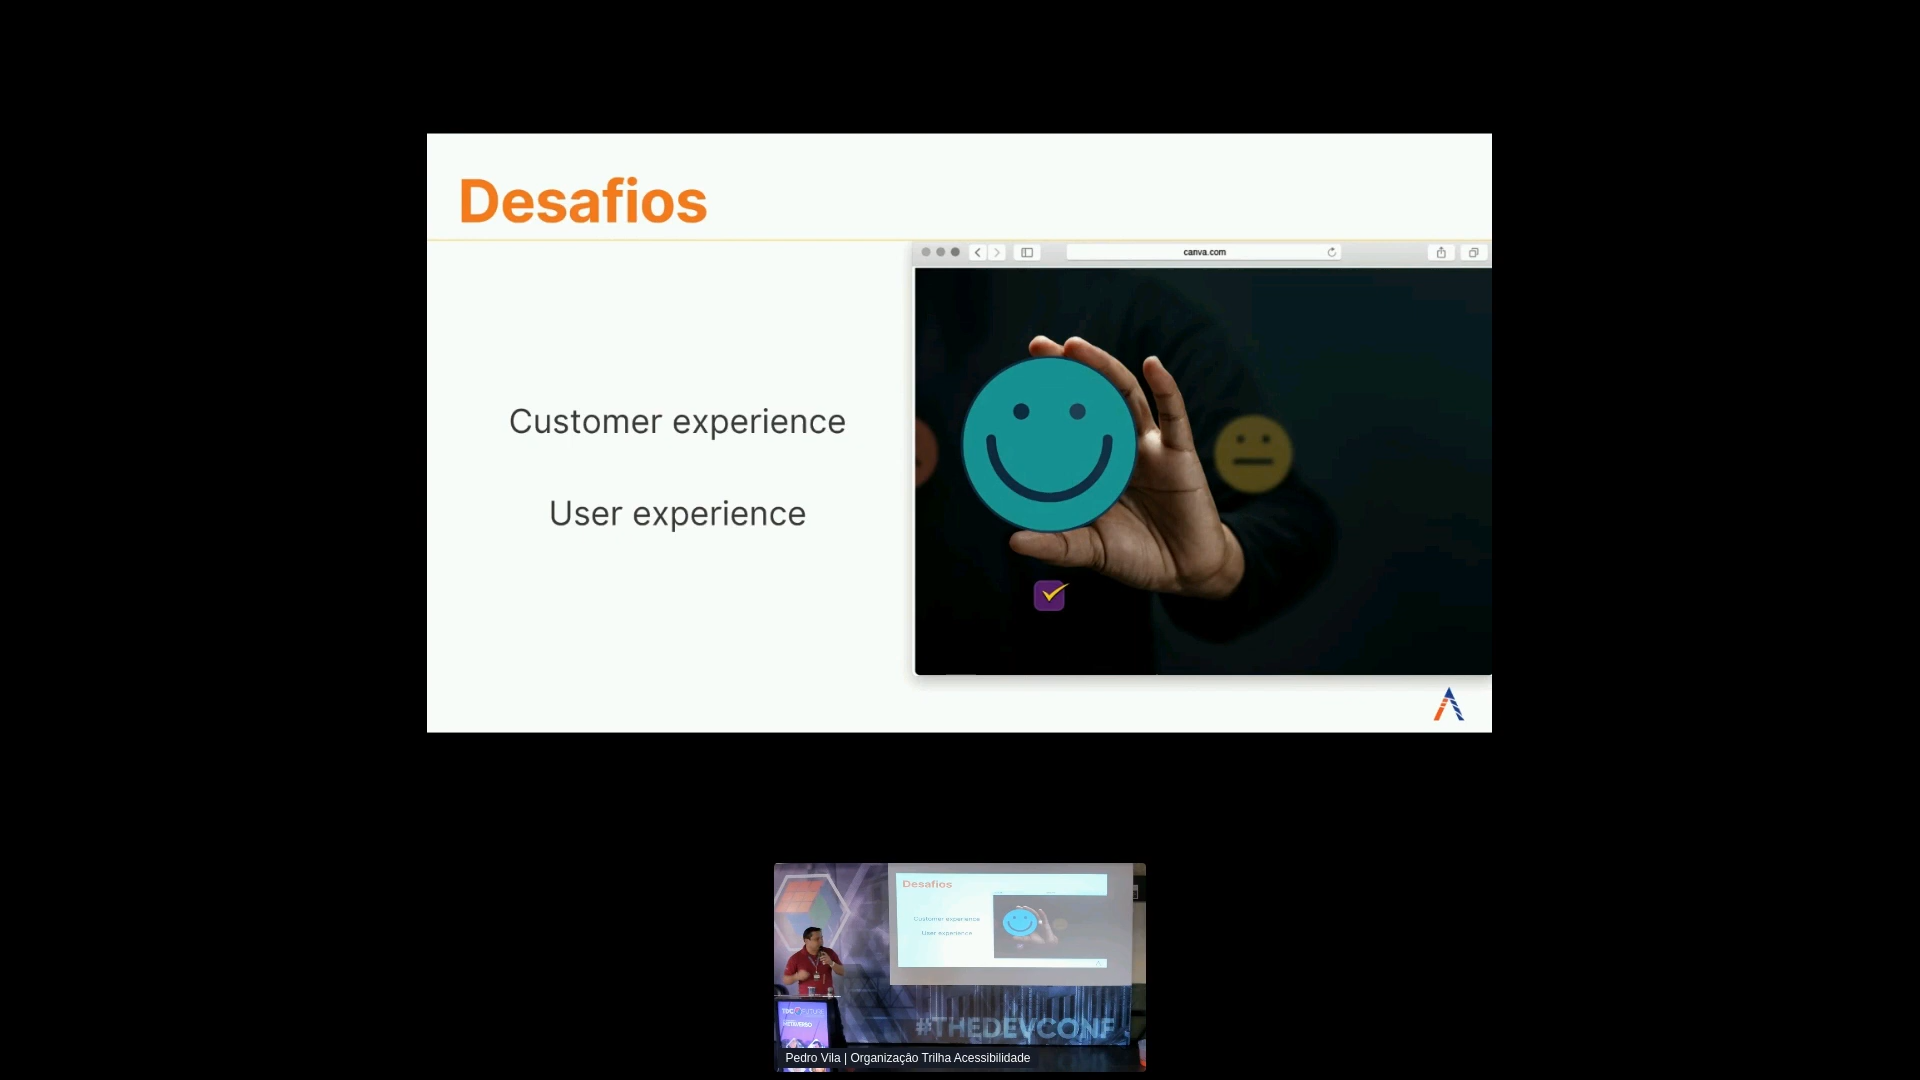 Desafios
canva.com
Customer experience
User experience
Desafios
Customer experience
User experience
#THEDEVCONF
Pedro Vila | Organização Trilha Acessibilidade